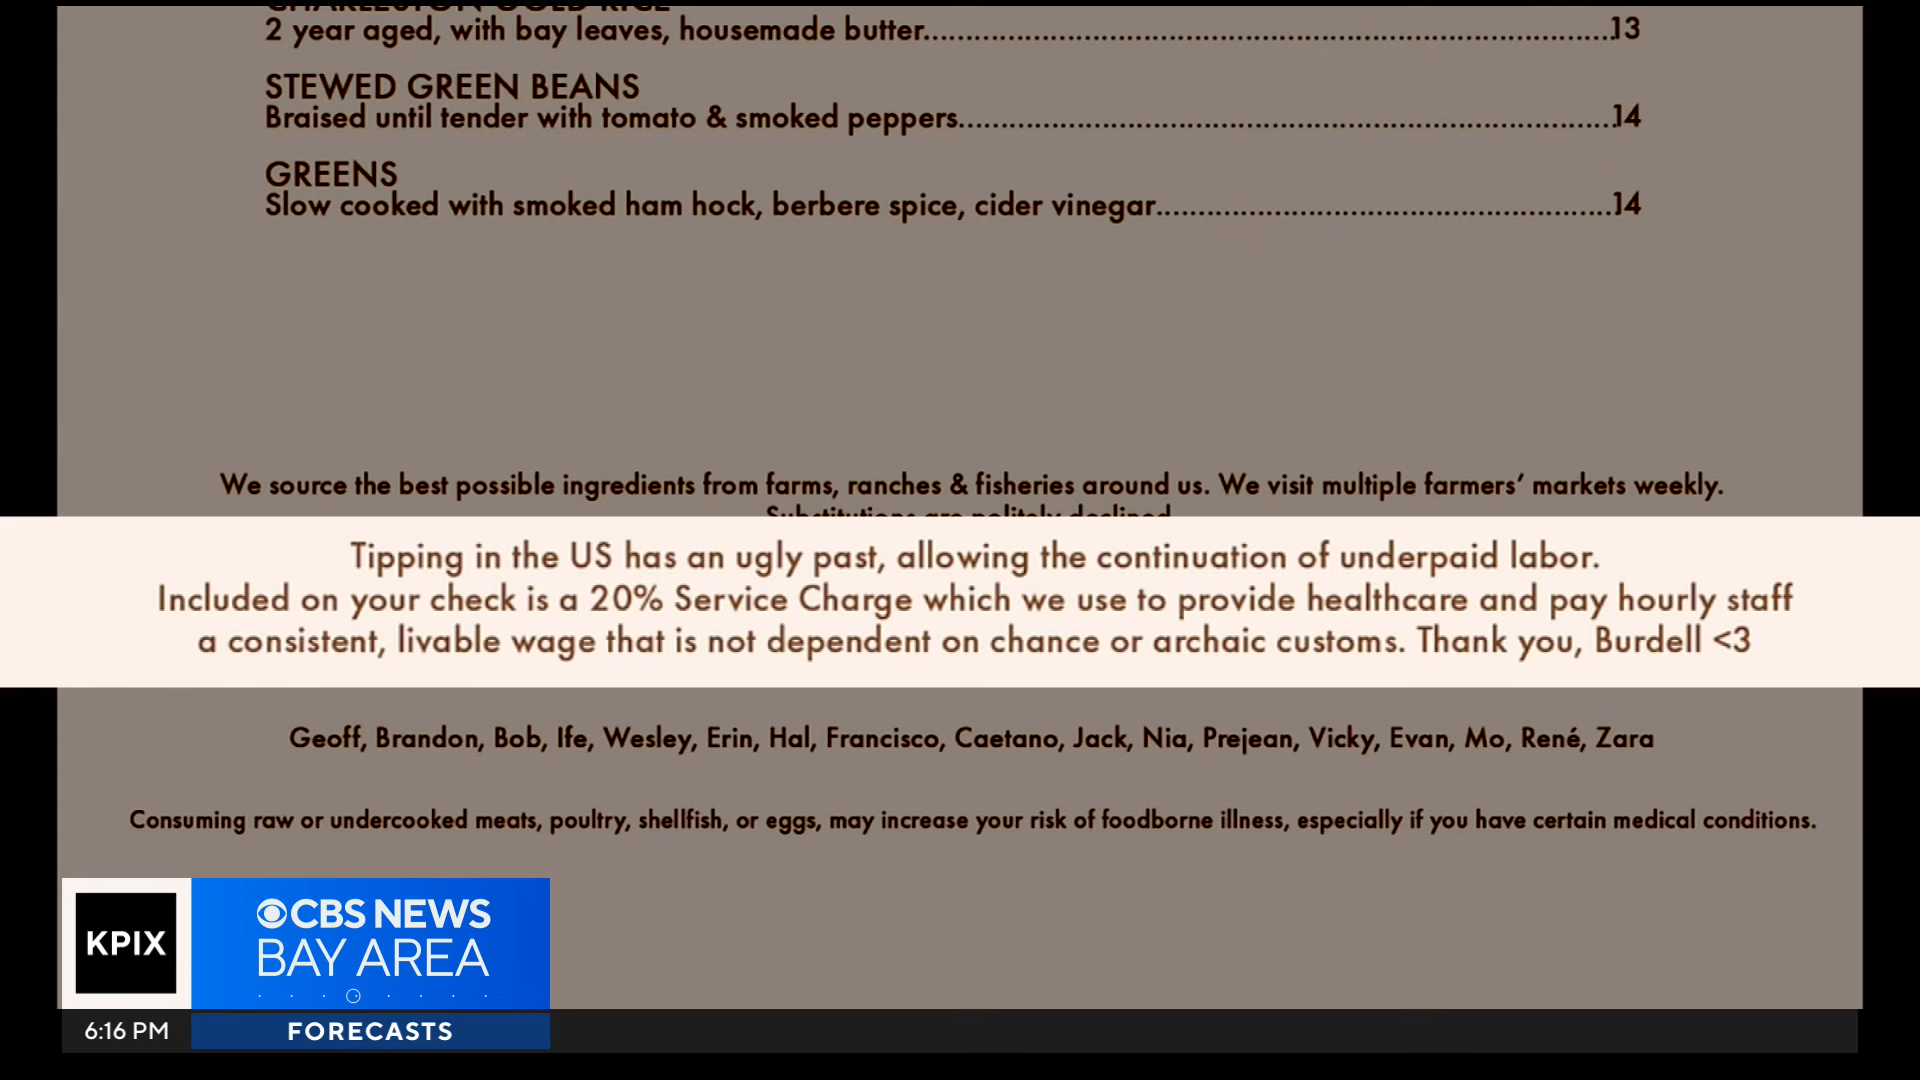 CHARLESTON GOLD RICE
2 year aged, with bay leaves, housemade butter........................................................................................13
STEWED GREEN BEANS
Braised until tender with tomato & smoked peppers....................................................................................14
GREENS
Slow cooked with smoked ham hock, berbere spice, cider vinegar..........................................................14
We source the best possible ingredients from farms, ranches & fisheries around us. We visit multiple farmers’ markets weekly.
Substitutions are politely declined
Tipping in the US has an ugly past, allowing the continuation of underpaid labor.
Included on your check is a 20% Service Charge which we use to provide healthcare and pay hourly staff
a consistent, livable wage that is not dependent on chance or archaic customs. Thank you, Burdell <3
Geoff, Brandon, Bob, Ife, Wesley, Erin, Hal, Francisco, Caetano, Jack, Nia, Prejean, Vicky, Evan, Mo, René, Zara
Consuming raw or undercooked meats, poultry, shellfish, or eggs, may increase your risk of foodborne illness, especially if you have certain medical conditions.
KPIX
CBS NEWS
BAY AREA
6:16 PM
FORECASTS